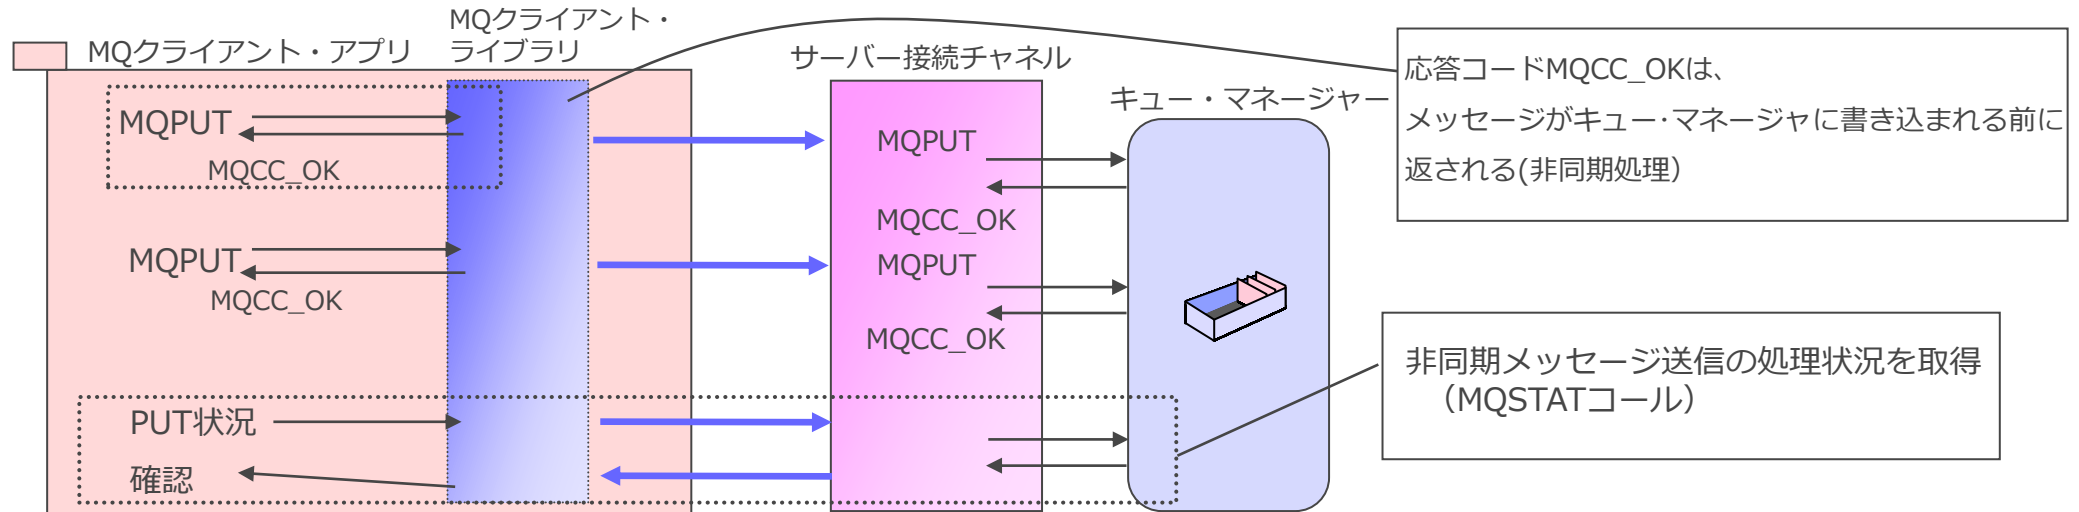 MQクライアント・アプリ
MQクライアント・
ライブラリ
サーバー接続チャネル
キュー・マネージャー
応答コードMQCC_OKは、
メッセージがキュー・マネージャに書き込まれる前に
返される(非同期処理）
MQPUT
MQCC_OK
MQPUT
MQCC_OK
MQPUT
MQCC_OK
MQPUT
MQCC_OK
PUT状況
確認
非同期メッセージ送信の処理状況を取得
（MQSTATコール）